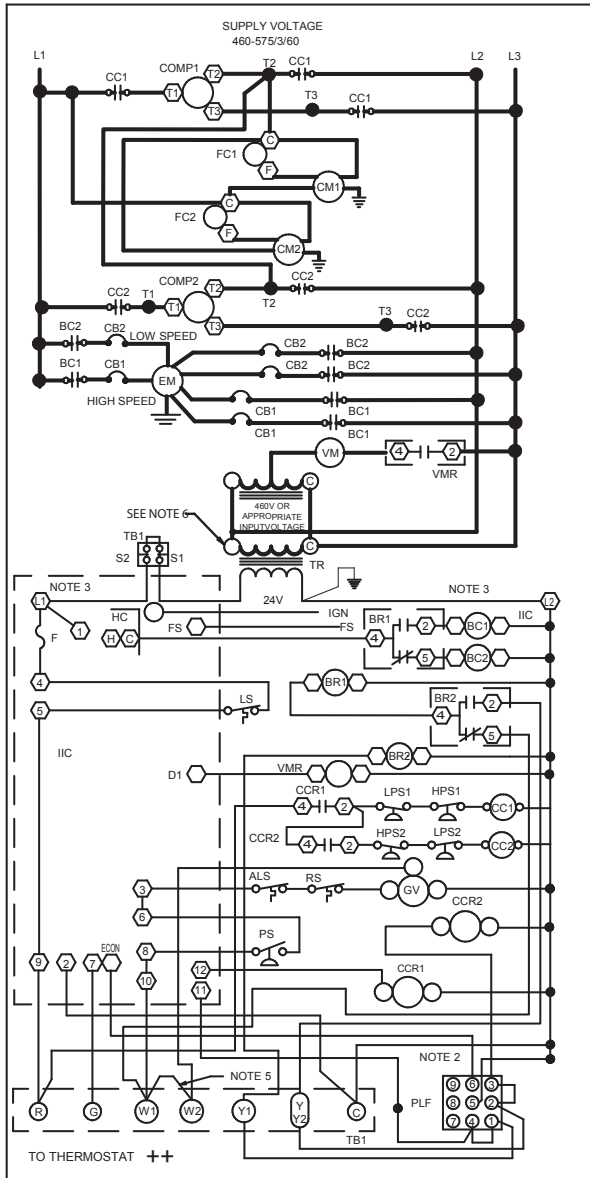 SUPPLY VOLTAGE
460-575/3/60
L1 T2 L2 L3
CC1 COMP1 T2 CC1
T1
T3 T3 CC1
C
FC1
F
CM1
C
FC2
F
CM2
COMP2 CC2
CC2 T1 T1 T2 T2
T3 T3 CC2
BC2 CB2 LOW SPEED
CB2 BC2
BC1 CB1 EM
CB2 BC2
HIGH SPEED
CB1 CB1 BC1 BC1
VM 4 2
VMR
C
460V OR
APPROPRIATE
INPUTVOLTAGE
SEE NOTE 6
C
TB1
S2 S1
TR
NOTE 3 24V NOTE 3
L1 L2
IGN
1 HC FS FS BR1 2 BC1 IIC
F H C 4
5 BC2
4 BR1
BR2 2
5 LS 4
5
IIC
BR2
D1 VMR
CCR1 LPS1 HPS1
4 2 CC1
CCR2 HPS2 LPS2
4 2 CC2
3 ALS RS GV
6 CCR2
8 PS
ECON
9 2 7 10 12 CCR1
11
NOTE 2
NOTE 5
9 6 3
PLF 8 5 2
7 4 1
R G W1 W2 Y1 Y C
Y2
TB1
TO THERMOSTAT ++